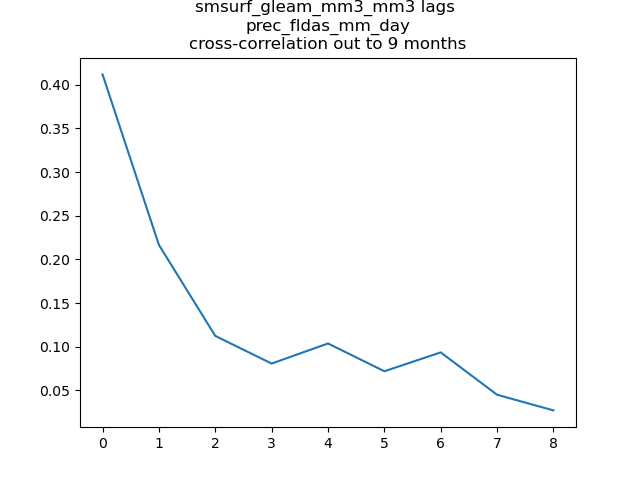 smsurf_gleam_mm3_mm3 lags
prec_fldas_mm_day
cross-correlation out to 9 months
0.40
0.35
0.30
0.25
0.20
0.15
0.10
0.05
0 1 2 3 4 5 6 7 8